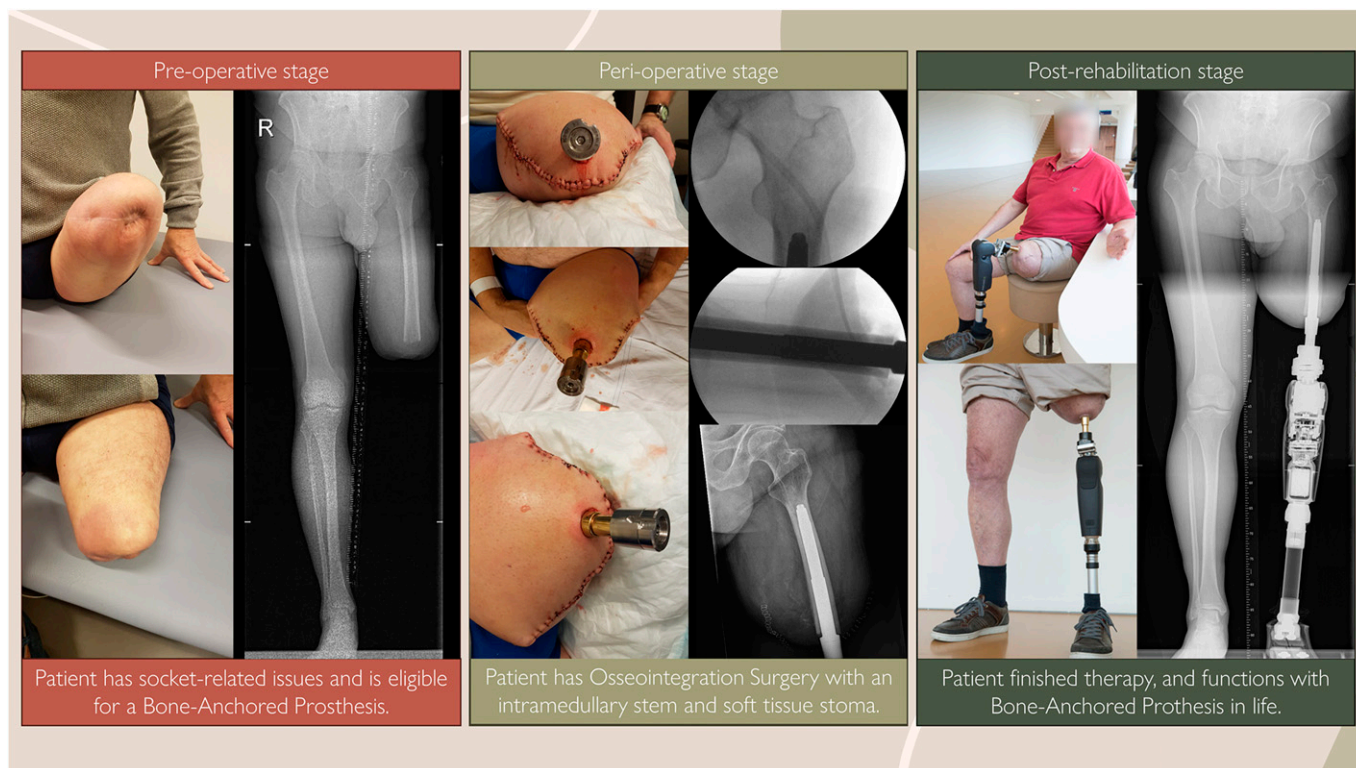 Pre-operative stage
R
Patient has socket-related issues and is eligible
for a Bone-Anchored Prosthesis.
Peri-operative stage
Patient has Osseointegration Surgery with an
intramedullary stem and soft tissue stoma.
Post-rehabilitation stage
Patient finished therapy, and functions with
Bone-Anchored Prothesis in life.